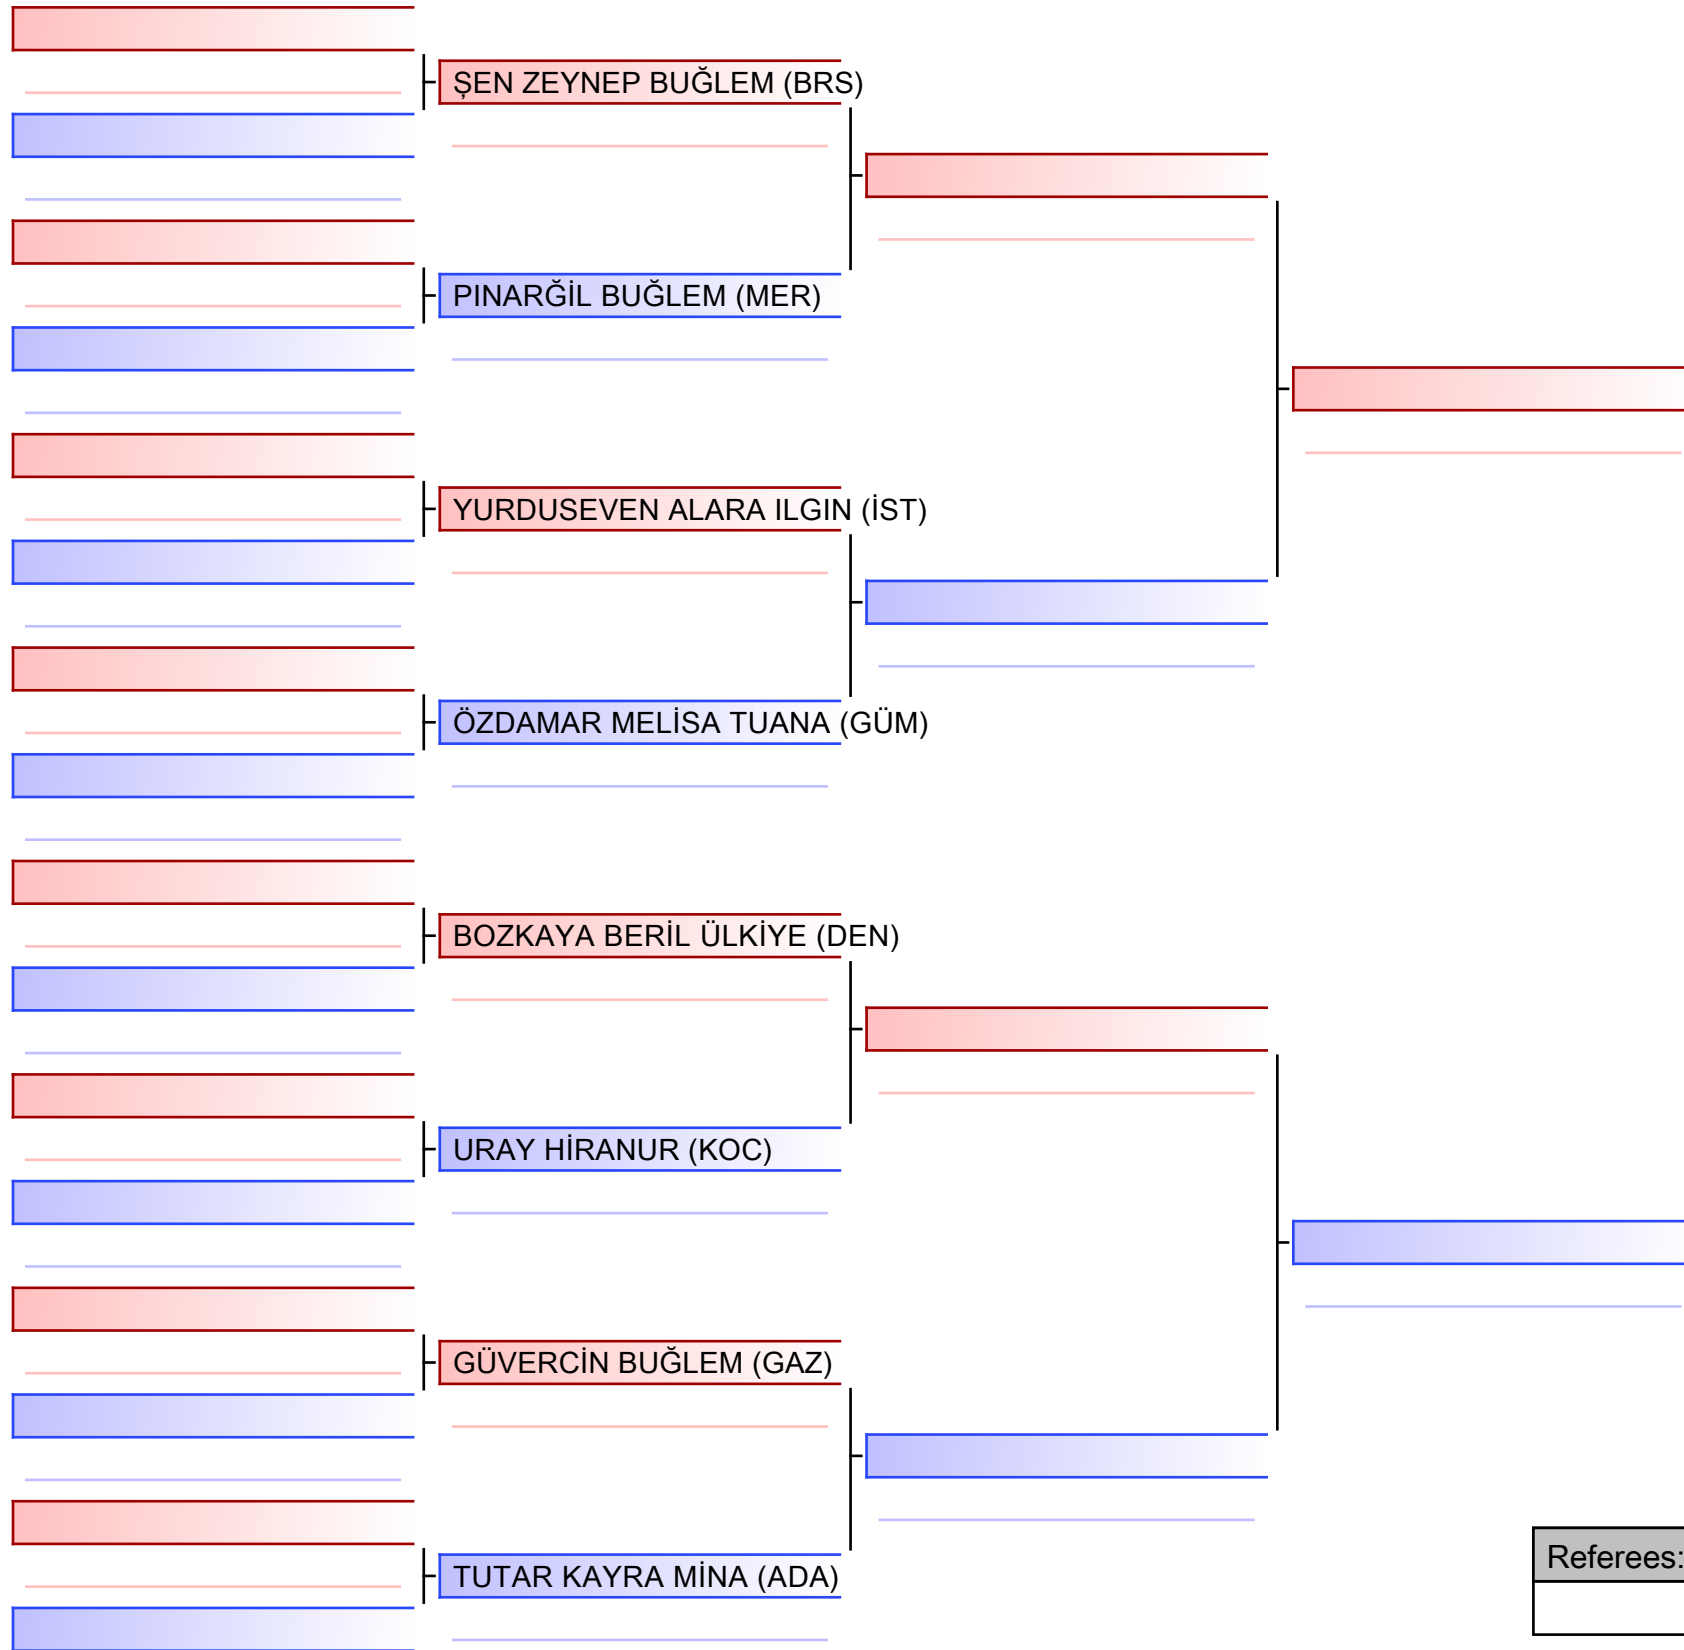 ŞEN ZEYNEP BUĞLEM (BRS)
PINARĞİL BUĞLEM (MER)
YURDUSEVEN ALARA ILGIN (İST)
ÖZDAMAR MELİSA TUANA (GÜM)
BOZKAYA BERİL ÜLKİYE (DEN)
URAY HİRANUR (KOC)
GÜVERCİN BUĞLEM (GAZ)
TUTAR KAYRA MİNA (ADA)
Referees: